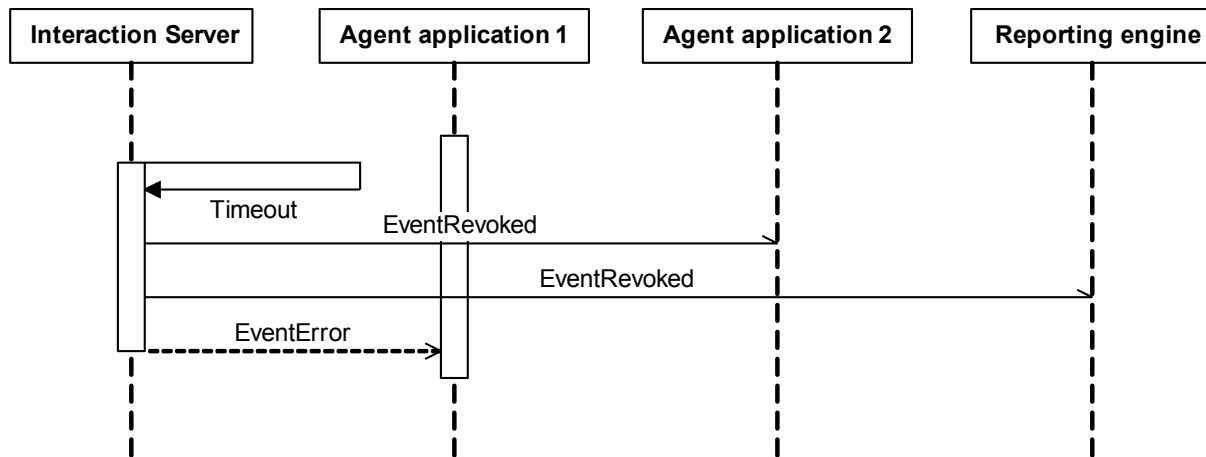 Interaction Server
Agent application 1
Agent application 2
Reporting engine
Timeout
EventRevoked
EventRevoked
EventError